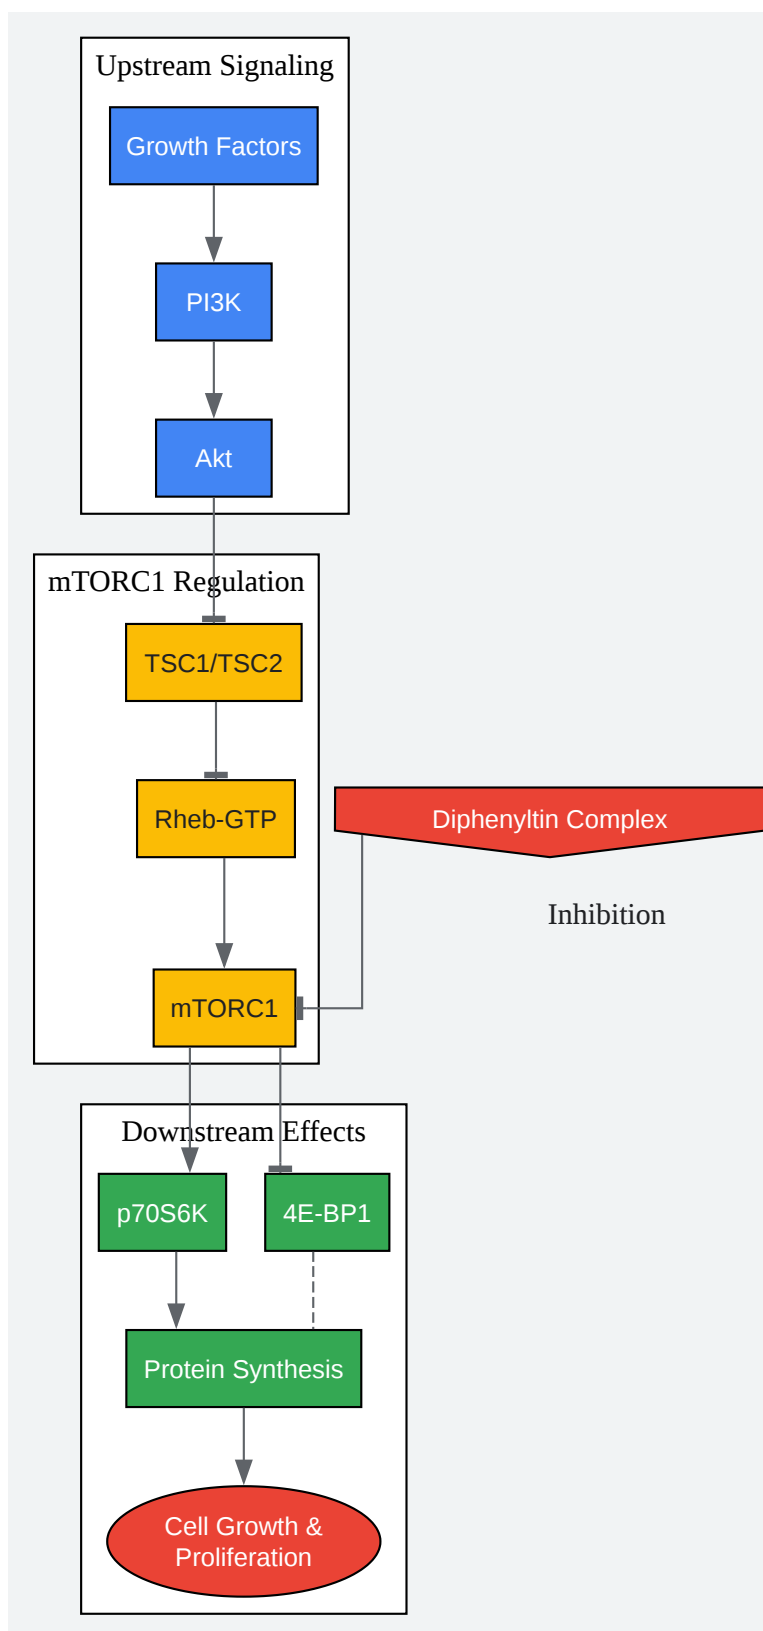 Upstream Signaling
Growth Factors
PI3K
Akt
mTORC1 Regulation
TSC1/TSC2
Rheb-GTP
Diphenyltin Complex
Inhibition
mTORC1
Downstream Effects
p70S6K
4E-BP1
Protein Synthesis
Cell Growth &
Proliferation